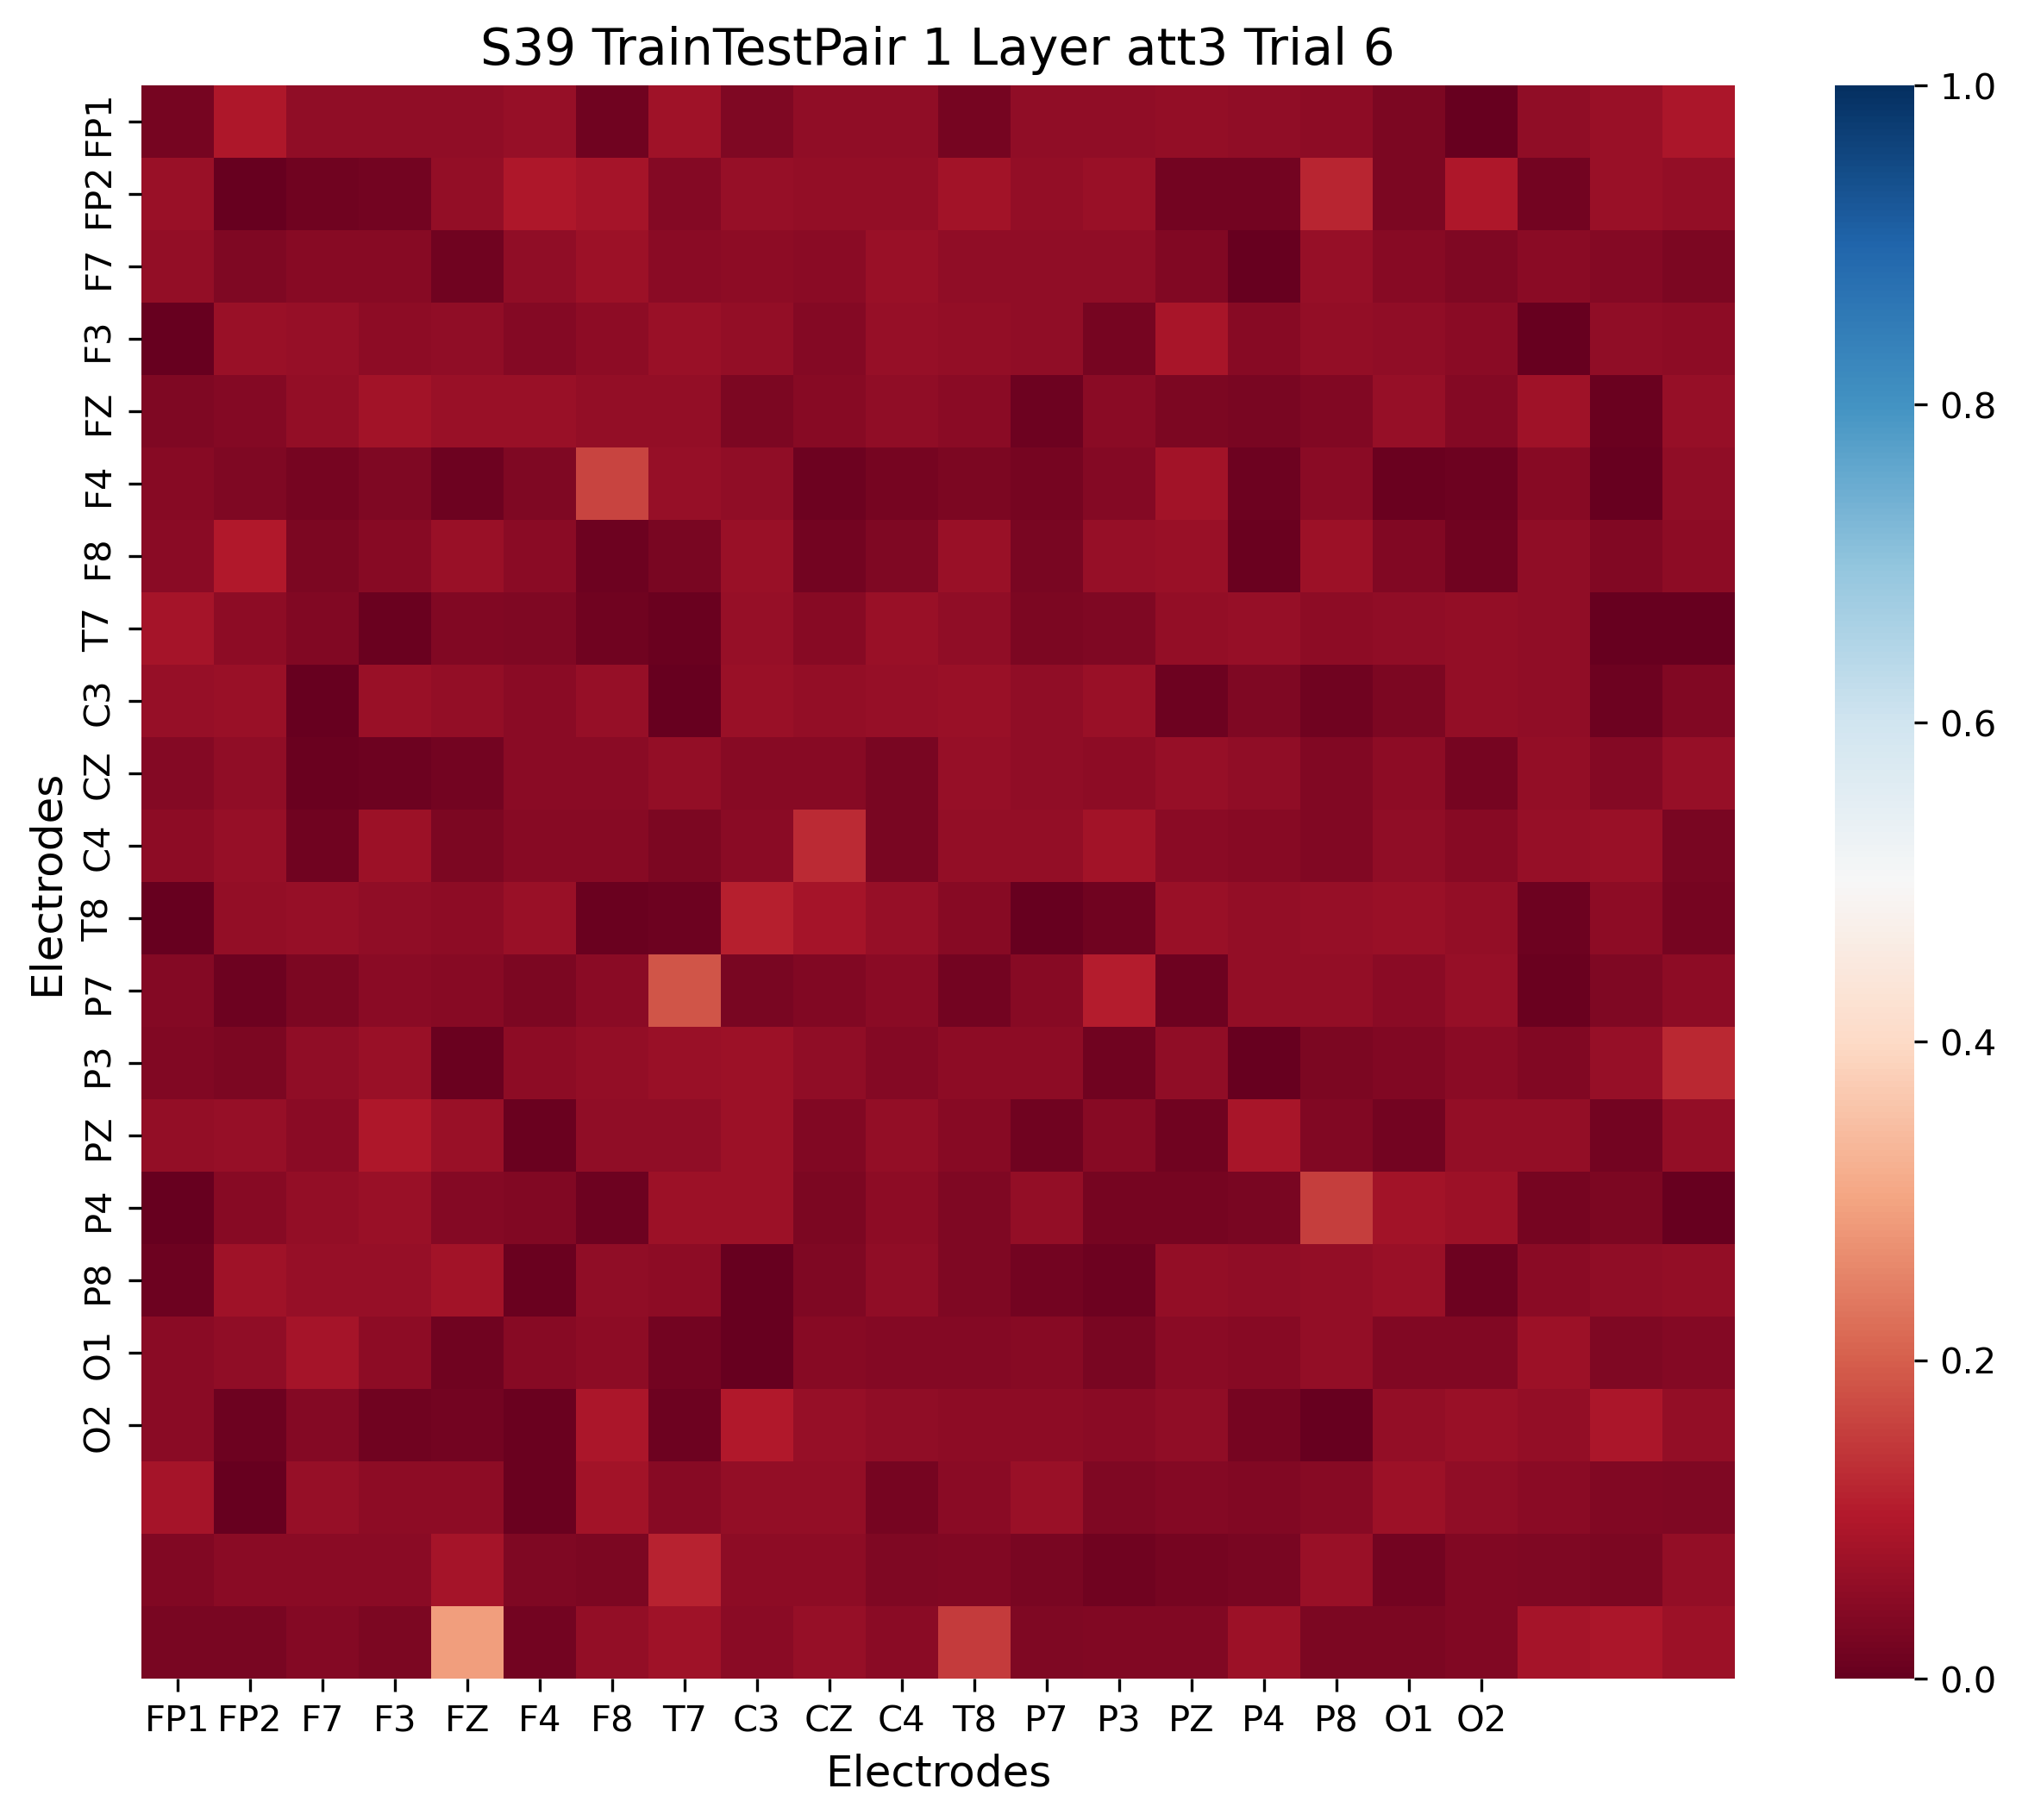 S39 TrainTestPair 1 Layer att3 Trial 6
Electrodes
FP1
FP2
F7
F3
FZ
F4
F8
T7
C3
CZ
C4
T8
P7
P3
PZ
P4
P8
O1
O2
FP1 FP2 F7 F3 FZ F4 F8 T7 C3 CZ C4 T8 P7 P3 PZ P4 P8 O1 O2
Electrodes
1.0
0.8
0.6
0.4
0.2
0.0